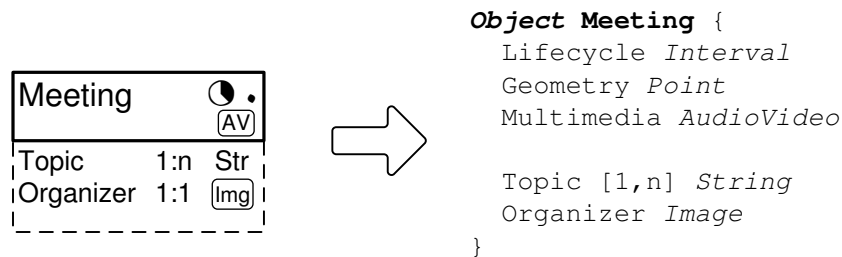 Meeting
AV
Topic 1:n Str
Organizer 1:1 Img
Object Meeting {
Lifecycle Interval
Geometry Point
Multimedia AudioVideo
Topic [1,n] String
Organizer Image
}